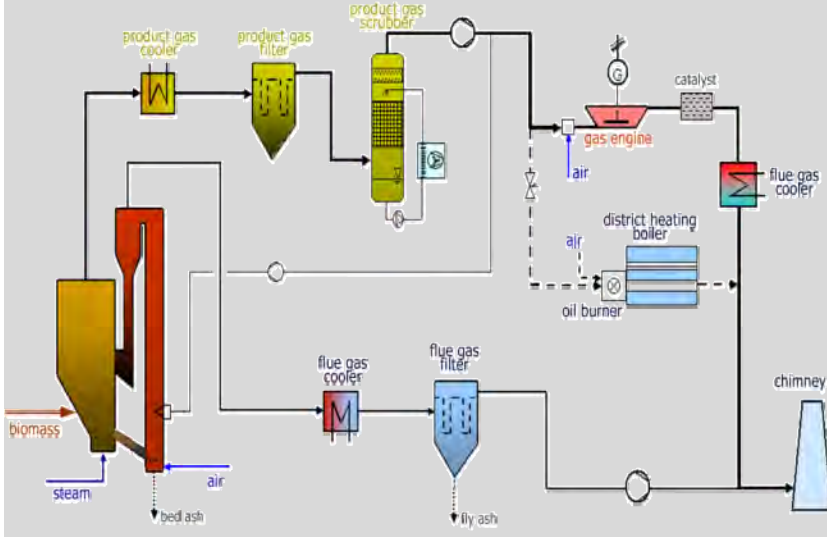 product gas
cooler
product gas
filter
product gas
scrubber
G
catalyst
gas engine
air
flue gas
cooler
district heating
boiler
air
oil burner
flue gas
cooler
flue gas
filter
chimney
biomass
steam
air
bed ash
fly ash